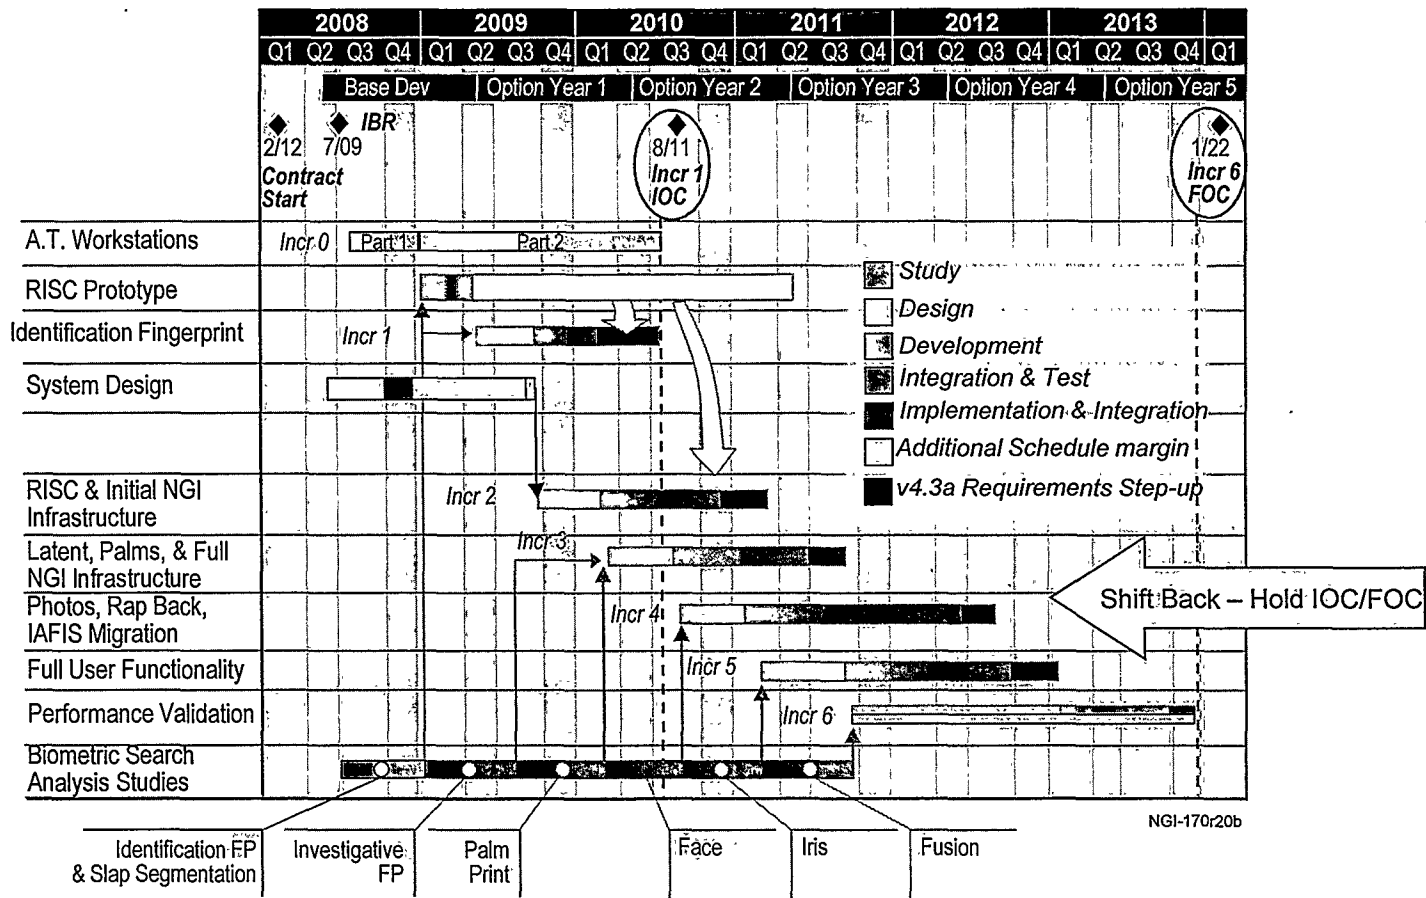 2008 2009 2010 2011 2012 2013
Q1 Q2 Q3 Q4 Q1 Q2 Q3 Q4 Q1 Q2 Q3 Q4 Q1 Q2 Q3 Q4 Q1 Q2 Q3 Q4 Q1 Q2 Q3 Q4 Q1
Base Dev Option Year 1 Option Year 2 Option Year 3 Option Year 4 Option Year 5
IBR
2/12 7/09 8/11 1/22
Contract Incr 1 Incr 6
Start IOC FOC
A.T. Workstations Incr 0 Part 1 Part 2
Study
RISC Prototype
Design
Identification Fingerprint Incr 1
Development
System Design
Integration & Test
Implementation & Integration
Additional Schedule margin
v4.3a Requirements Step-up
RISC & Initial NGI
Infrastructure
Incr 2
Latent, Palms, & Full
NGI Infrastructure
Incr 3
Photos, Rap Back,
IAFIS Migration
Incr 4
Shift Back – Hold IOC/FOC
Full User Functionality Incr 5
Performance Validation Incr 6
Biometric Search
Analysis Studies
NGI-170r20b
Identification FP
& Slap Segmentation
Investigative
FP
Palm
Print
Face
Iris
Fusion